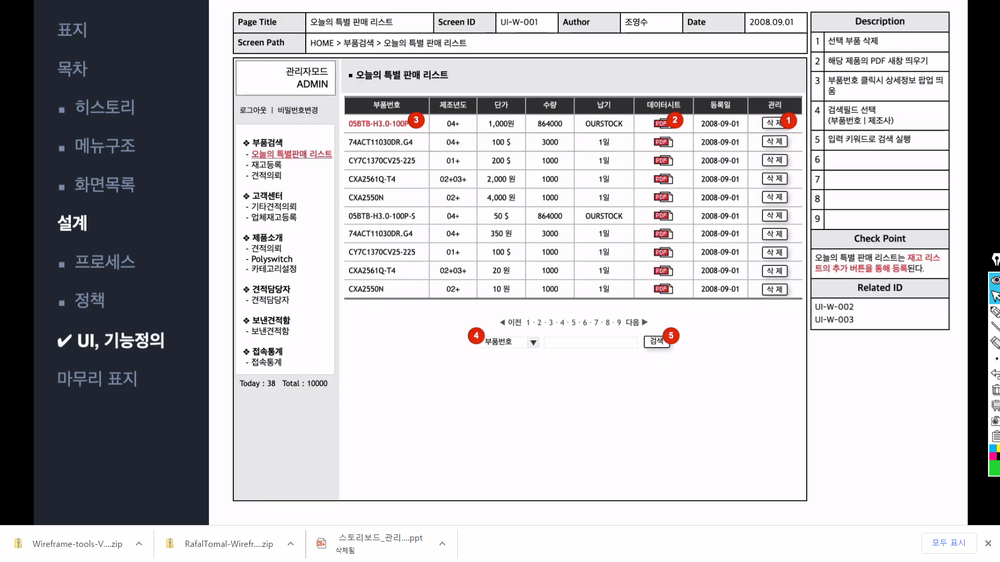 표지
목차
▪ 히스토리
▪ 메뉴구조
▪ 화면목록
설계
▪ 프로세스
▪ 정책
✔ UI, 기능정의
마무리 표지
Page Title 오늘의 특별 판매 리스트 Screen ID UI-W-001 Author 조영수 Date 2008.09.01
Screen Path HOME > 부품검색 > 오늘의 특별 판매 리스트
관리자모드
ADMIN
로그아웃 | 비밀번호변경
❖ 부품검색
- 오늘의 특별판매 리스트
- 재고등록
- 견적의뢰
❖ 고객센터
- 기타견적의뢰
- 업체재고등록
❖ 제품소개
- 견적의뢰
- Polyswitch
- 카테고리설정
❖ 견적담당자
- 견적담당자
❖ 보낸견적함
- 보낸견적함
❖ 접속통계
- 접속통계
Today : 38 Total : 10000
▪ 오늘의 특별 판매 리스트
부품번호 제조년도 단가 수량 납기 데이터시트 등록일 관리
05BTB-H3.0-100P 3 04+ 1,000원 864000 OURSTOCK PDF 2 2008-09-01 삭 제 1
74ACT11030DR.G4 04+ 100 $ 3000 1일 PDF 2008-09-01 삭 제
CY7C1370CV25-225 01+ 200 $ 1000 1일 PDF 2008-09-01 삭 제
CXA2561Q-T4 02+03+ 2,000 원 1000 1일 PDF 2008-09-01 삭 제
CXA2550N 02+ 4,000 원 1000 1일 PDF 2008-09-01 삭 제
05BTB-H3.0-100P-S 04+ 50 $ 864000 OURSTOCK PDF 2008-09-01 삭 제
74ACT11030DR.G4 04+ 350 원 3000 1일 PDF 2008-09-01 삭 제
CY7C1370CV25-225 01+ 100 $ 1000 1일 PDF 2008-09-01 삭 제
CXA2561Q-T4 02+03+ 20 원 1000 1일 PDF 2008-09-01 삭 제
CXA2550N 02+ 10 원 1000 1일 PDF 2008-09-01 삭 제
◀ 이전 1 · 2 · 3 · 4 · 5 · 6 · 7 · 8 · 9 다음 ▶
4 부품번호 ▼ 검색 5
Description
1 선택 부품 삭제
2 해당 제품의 PDF 새창 띄우기
3 부품번호 클릭시 상세정보 팝업 띄
움
4 검색필드 선택
(부품번호 | 제조사)
5 입력 키워드로 검색 실행
6
7
8
9
Check Point
오늘의 특별 판매 리스트는 재고 리스
트의 추가 버튼을 통해 등록된다.
Related ID
UI-W-002
UI-W-003
Wireframe-tools-V....zip
RafalTomal-Wirefr....zip
스토리보드_관리....ppt
삭제됨
모두 표시